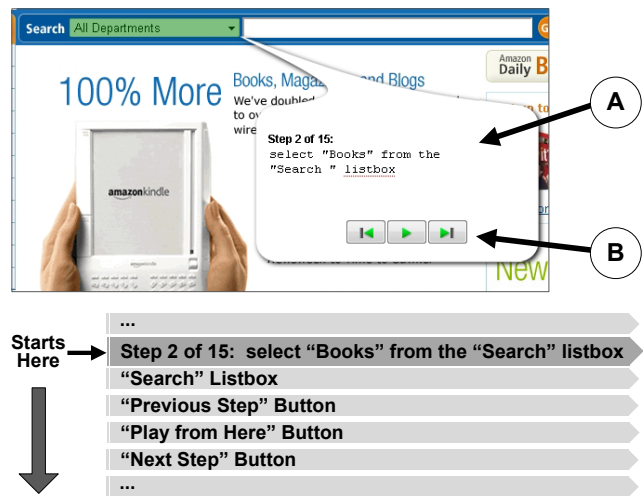 Search All Departments
G
Amazon
Daily B
100% More
Books, Magaz and Blogs
We've doubled
to ov
wire
n to
A
Step 2 of 15:
select "Books" from the
"Search " listbox
amazonkindle
B
New
Starts
Here
...
Step 2 of 15: select “Books” from the “Search” listbox
“Search” Listbox
“Previous Step” Button
“Play from Here” Button
“Next Step” Button
...